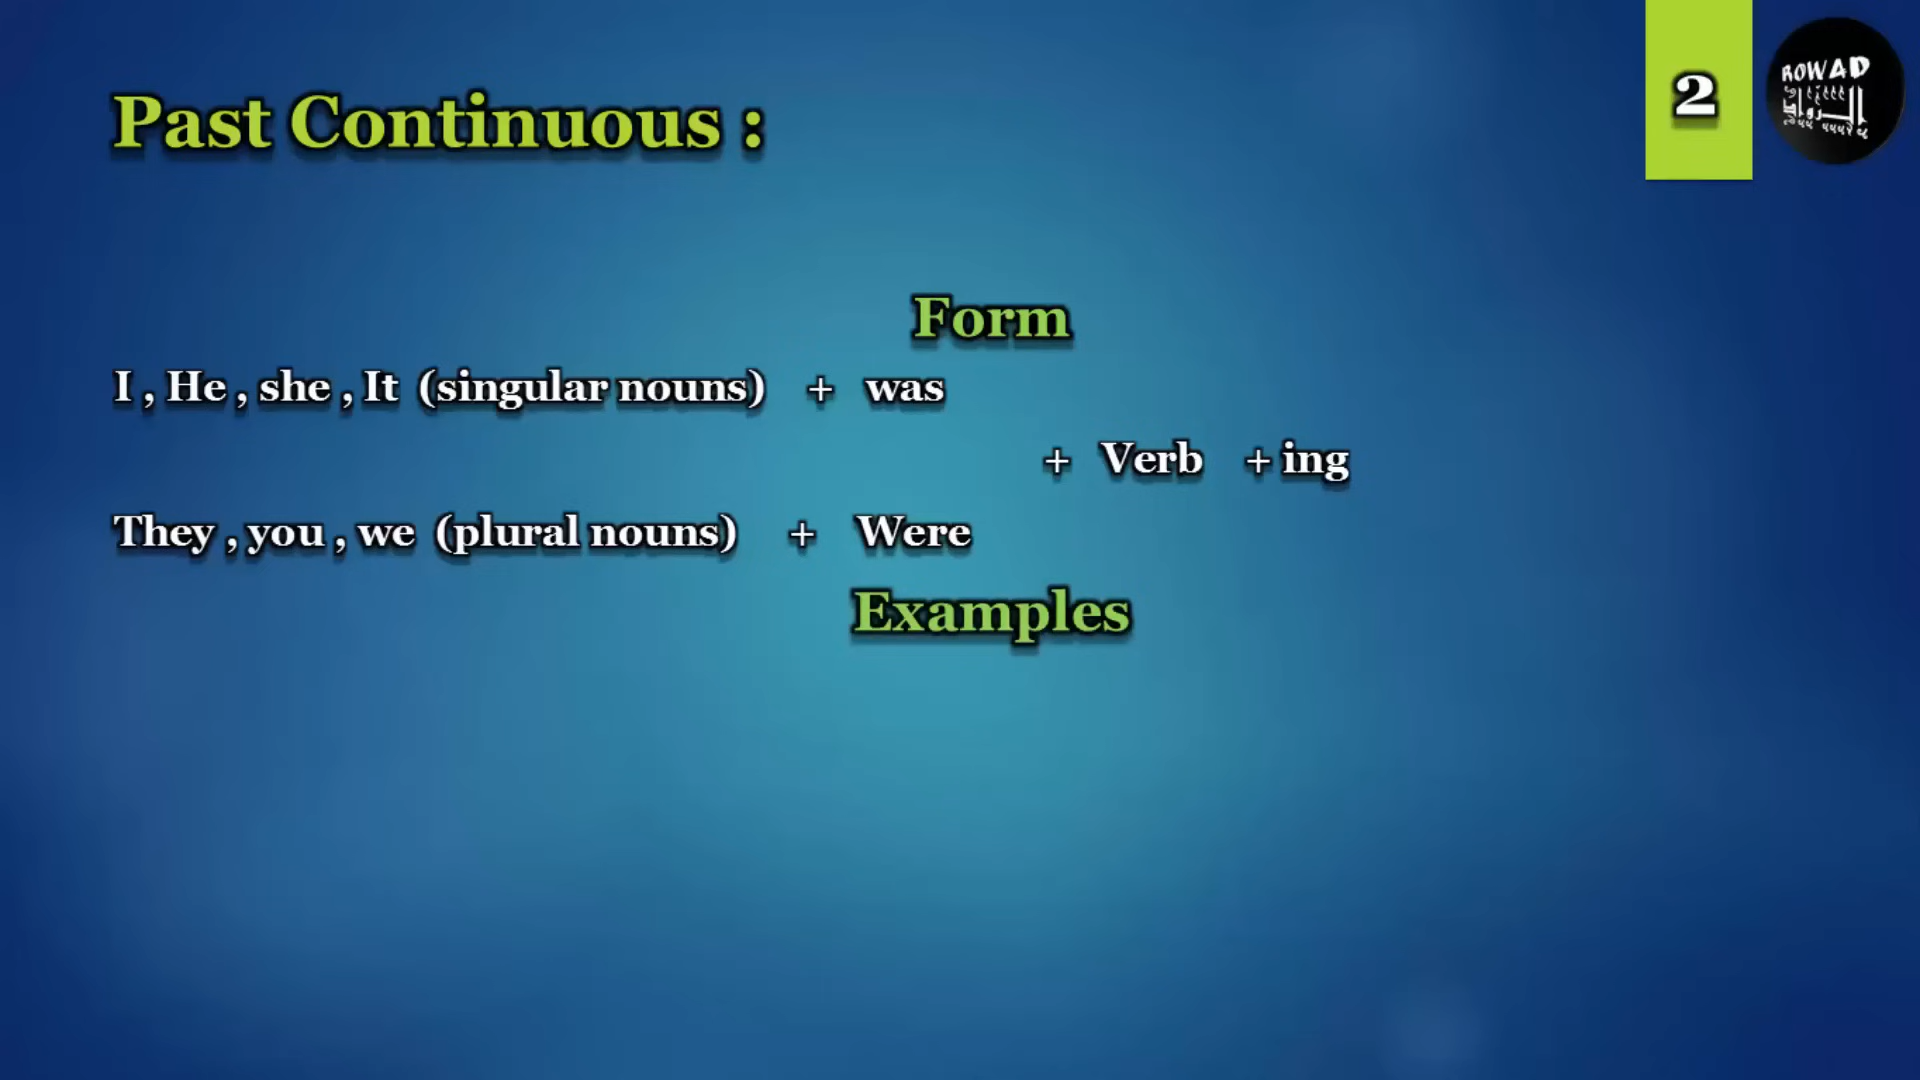 Past Continuous :
2
ROWAD
الرواد
Form
I , He , she , It (singular nouns) + was
+ Verb + ing
They , you , we (plural nouns) + Were
Examples